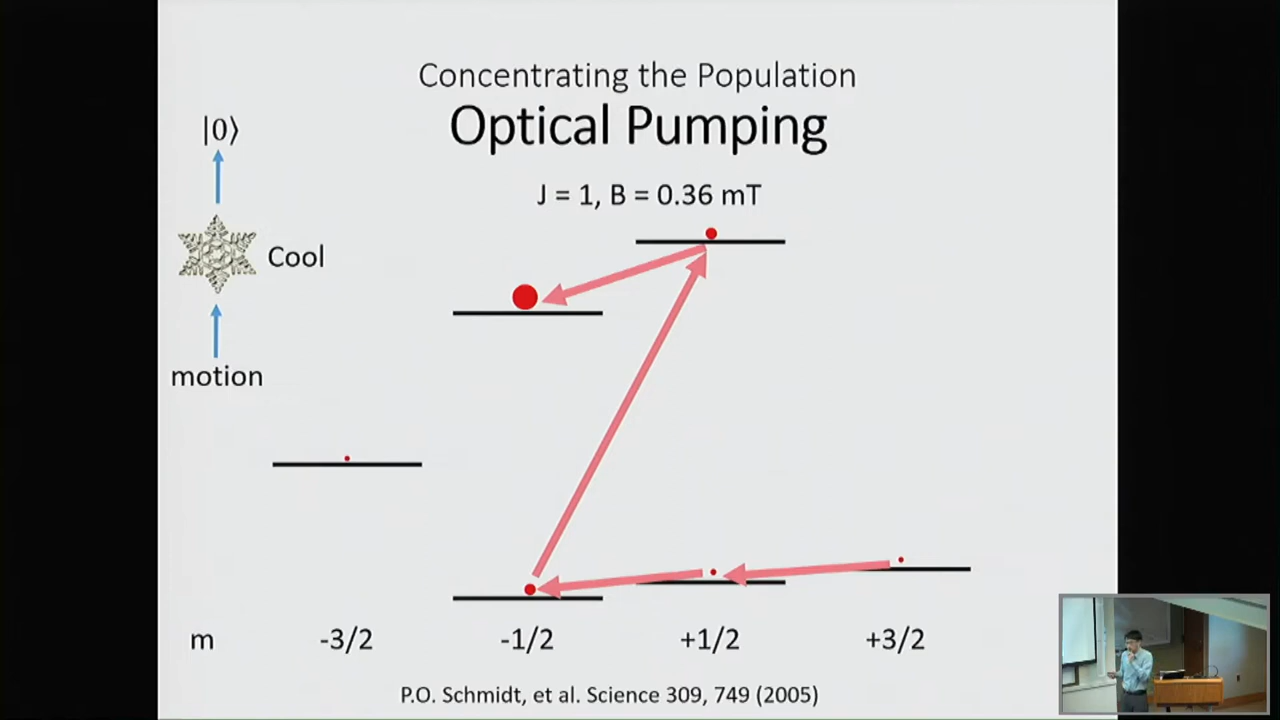 Concentrating the Population
Optical Pumping
|0⟩
J = 1, B = 0.36 mT
Cool
motion
m
-3/2
-1/2
+1/2
+3/2
P.O. Schmidt, et al. Science 309, 749 (2005)